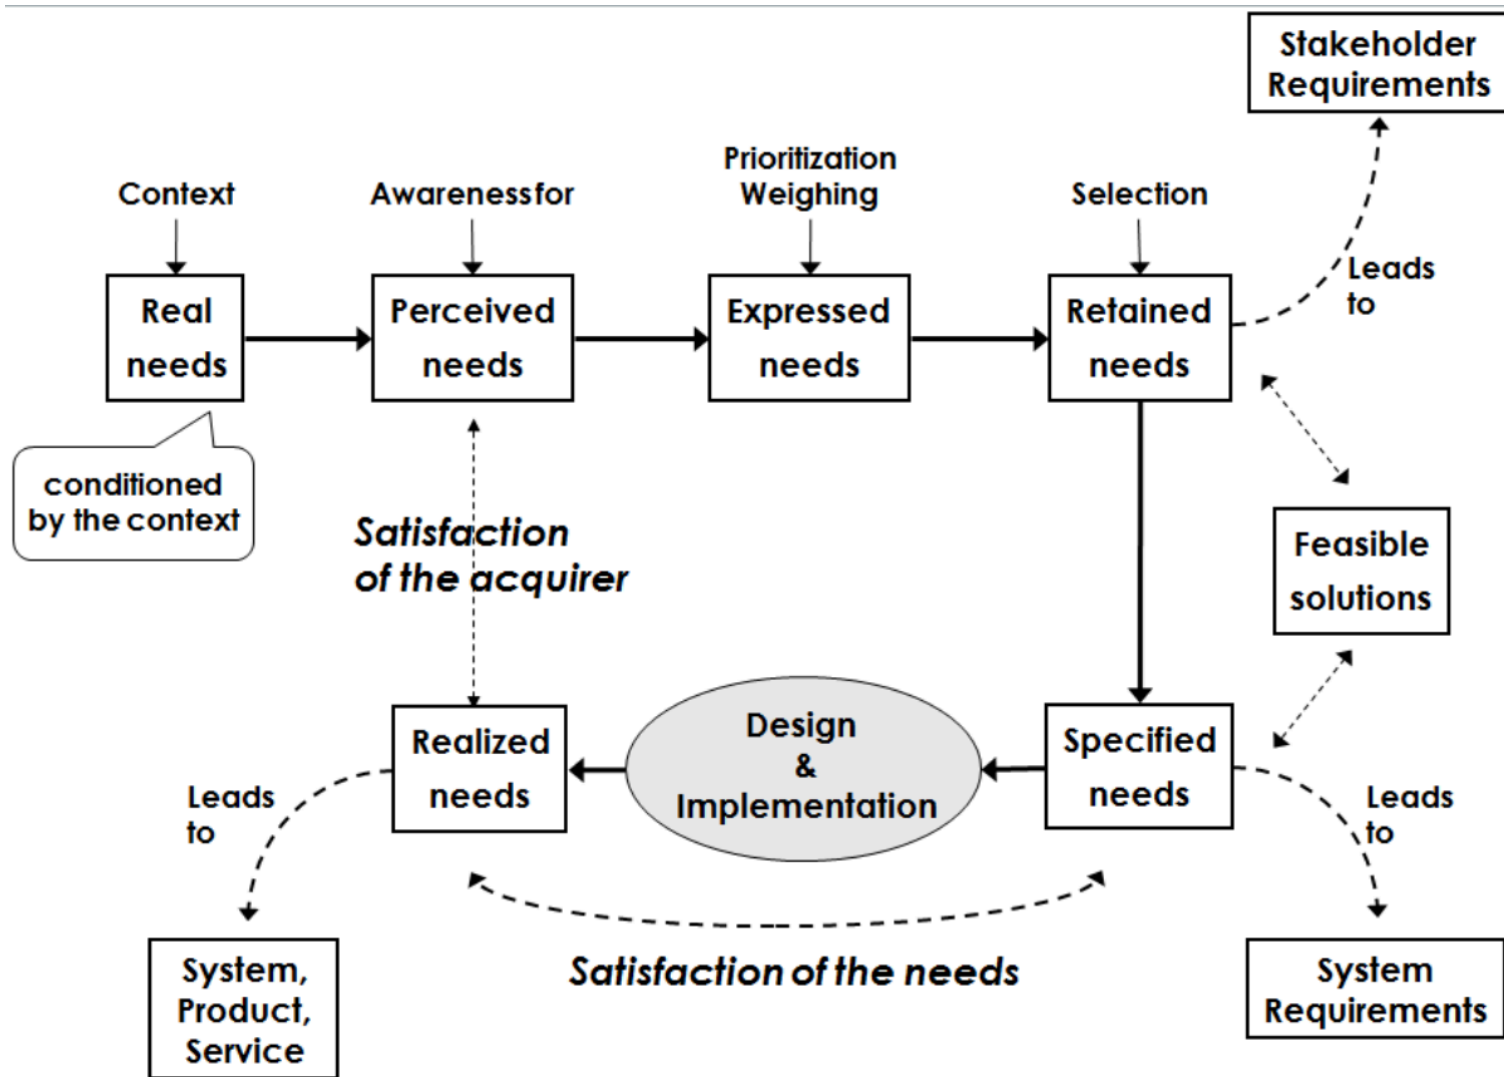 Stakeholder
Requirements
Prioritization
Weighing
Context
Awareness for
Selection
Leads
to
Real
needs
Perceived
needs
Expressed
needs
Retained
needs
conditioned
by the context
Satisfaction
of the acquirer
Feasible
solutions
Realized
needs
Design
&
Implementation
Specified
needs
Leads
to
Leads
to
Satisfaction of the needs
System,
Product,
Service
System
Requirements